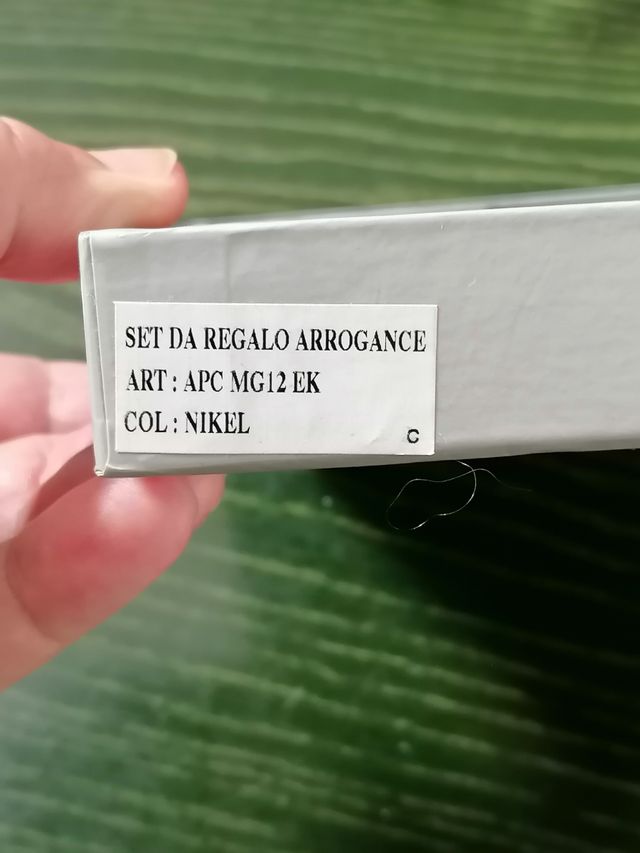 SET DA REGALO ARROGANCE
ART : APC MG12 EK
COL : NIKEL
C